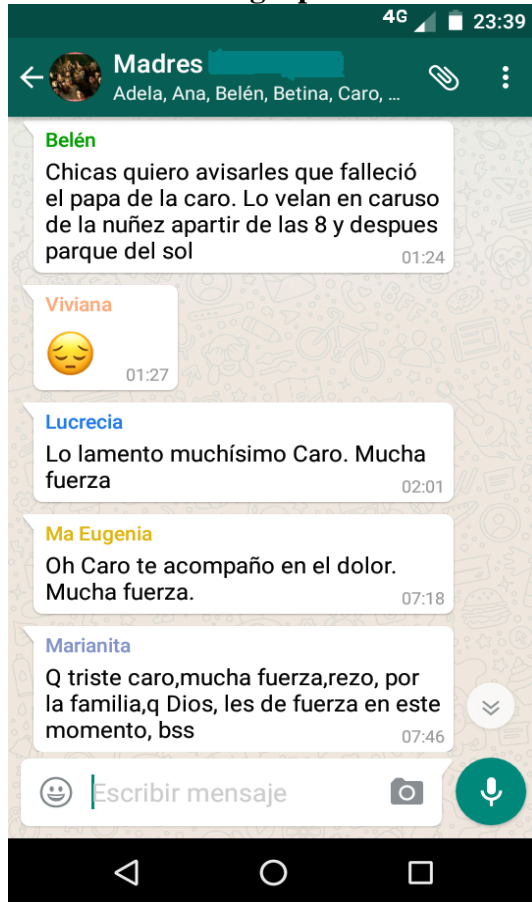 4G 23:39
Madres
Adela, Ana, Belén, Betina, Caro, ...
Belén
Chicas quiero avisarles que falleció
el papa de la caro. Lo velan en caruso
de la nuñez apartir de las 8 y despues
parque del sol
01:24
Viviana
01:27
Lucrecia
Lo lamento muchísimo Caro. Mucha
fuerza
02:01
Ma Eugenia
Oh Caro te acompaño en el dolor.
Mucha fuerza.
07:18
Marianita
Q triste caro,mucha fuerza,rezo, por
la familia,q Dios, les de fuerza en este
momento, bss
07:46
Escribir mensaje